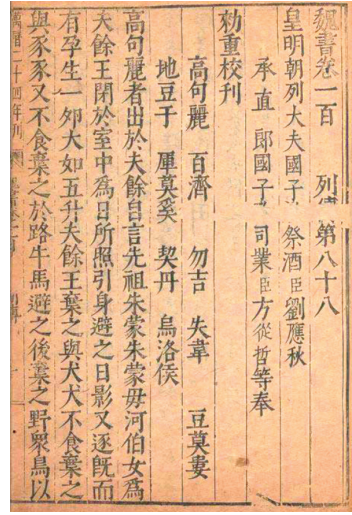 魏書卷一百 列傳第八十八
皇明朝列大夫國子 祭酒臣劉應秋
承直郎國子 司業臣方從哲等奉
勑重校刊
高句麗 百濟 勿吉 失韋 豆莫婁
地豆于 庫莫奚 契丹 烏洛侯
高句麗者出於夫餘自言先祖朱蒙朱蒙母河伯女爲
夫餘王閉於室中爲日所照引身避之日影又逐既而
有孕生一卵大如五升夫餘王棄之與犬犬不食棄之
與豕豕又不食棄之於路牛馬避之後棄之野眾鳥以
萬曆二十四年刊